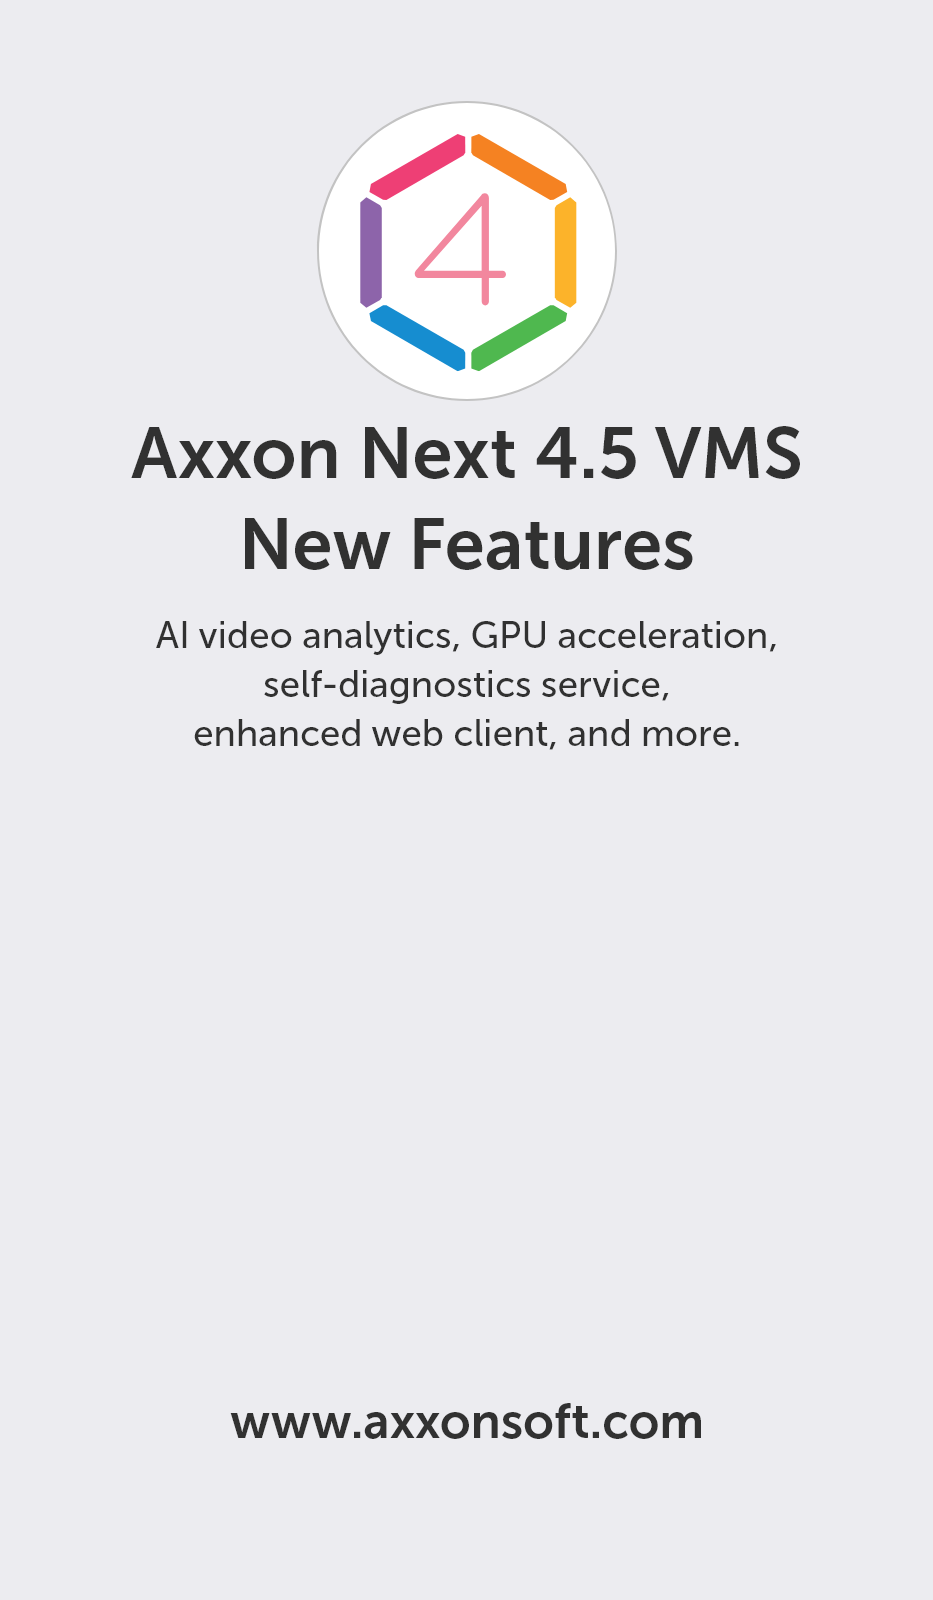 4
Axxon Next 4.5 VMS
New Features
AI video analytics, GPU acceleration,
self-diagnostics service,
enhanced web client, and more.
www.axxonsoft.com